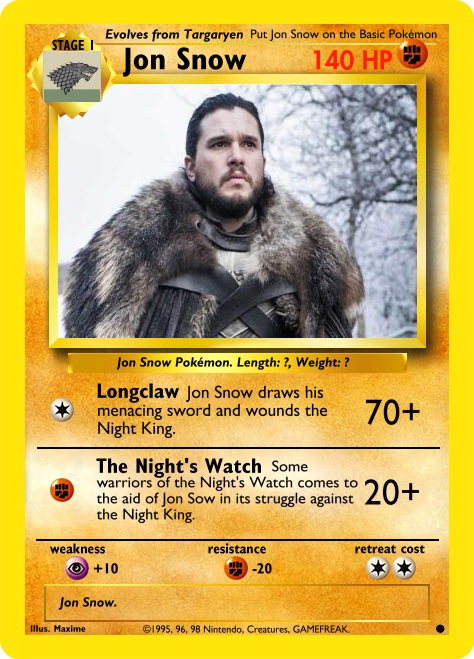 Evolves from Targaryen Put Jon Snow on the Basic Pokémon
STAGE 1
Jon Snow 140 HP
Jon Snow Pokémon. Length: ?, Weight: ?
Longclaw Jon Snow draws his
menacing sword and wounds the
Night King.
70+
The Night's Watch Some
warriors of the Night's Watch comes to
the aid of Jon Sow in its struggle against
the Night King.
20+
weakness resistance retreat cost
+10 -20
Jon Snow.
Illus. Maxime ©1995, 96, 98 Nintendo, Creatures, GAMEFREAK.